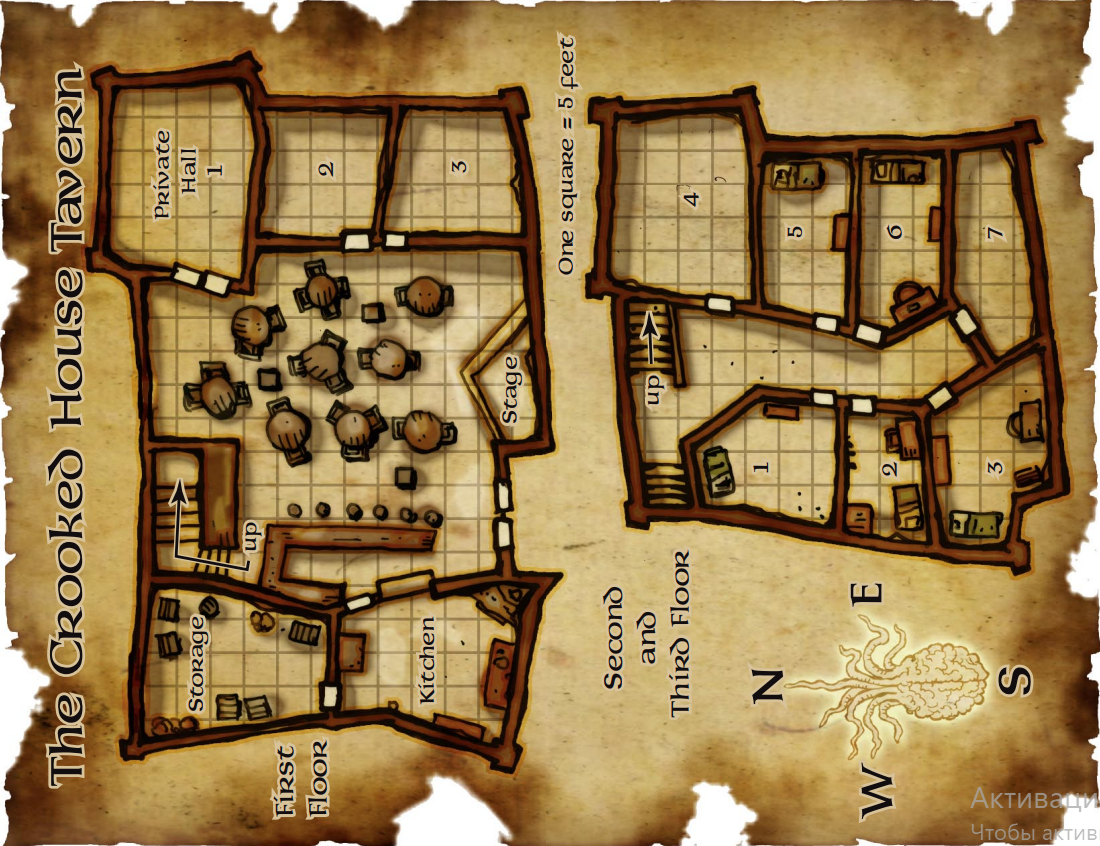 The Crooked House Tavern
Private
Hall
1
2
3
Stage
up
Storage
Kitchen
First
Floor
One square = 5 feet
4
5
6
7
up
1
2
3
Second
and
Third Floor
N
E
W
S
Активаци
Чтобы актив